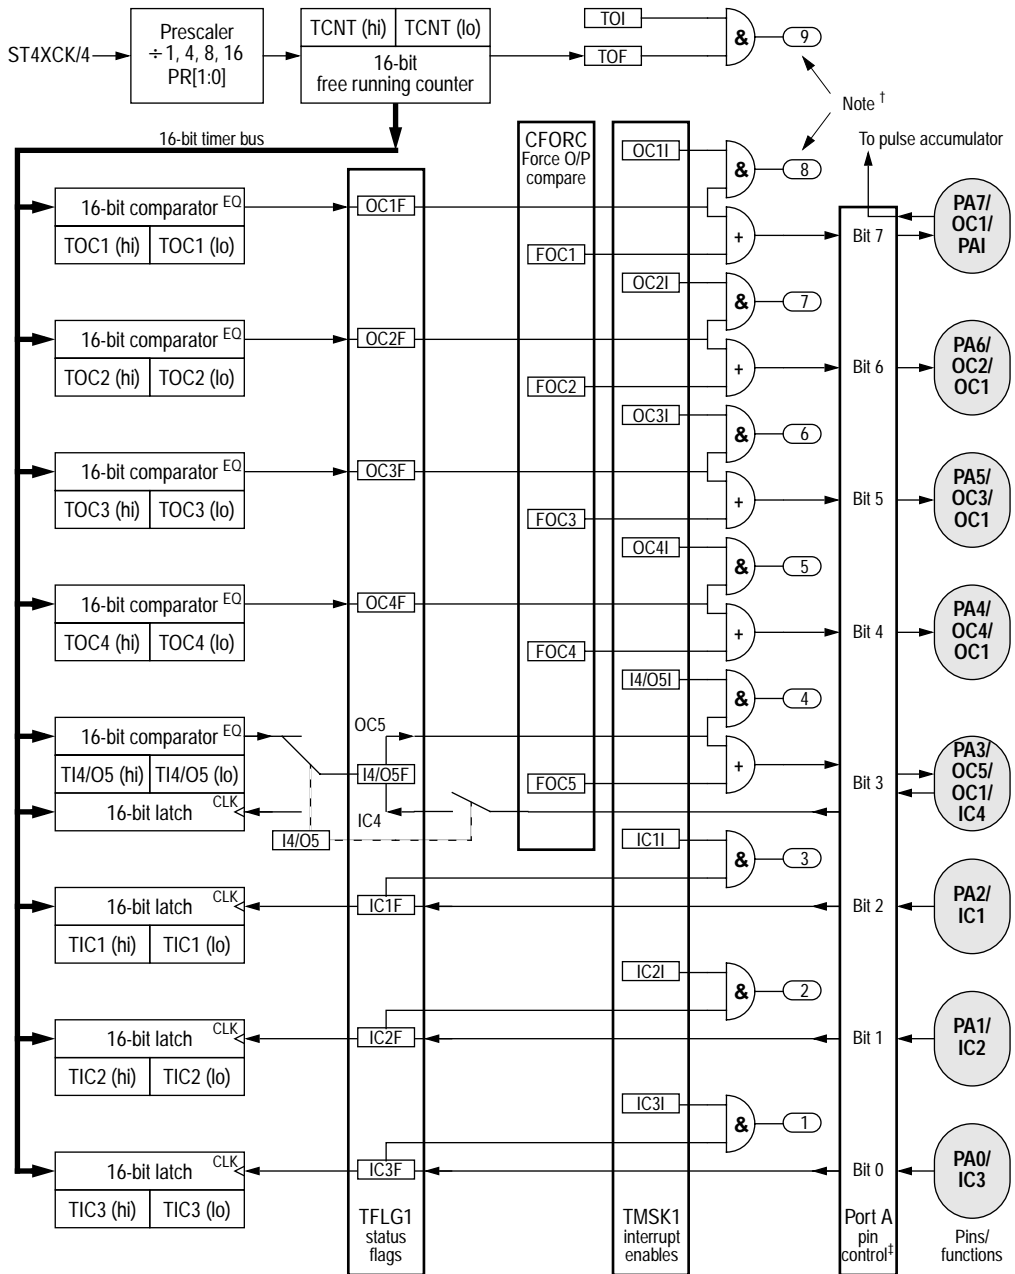 ST4XCK/4
Prescaler
÷ 1, 4, 8, 16
PR[1:0]
TCNT (hi) TCNT (lo)
16-bit
free running counter
TOI
TOF
&
9
Note †
16-bit timer bus
CFORC
Force O/P
compare
OC1I
&
8
To pulse accumulator
16-bit comparator EQ
TOC1 (hi) TOC1 (lo)
OC1F
FOC1
+
Bit 7
PA7/
OC1/
PAI
OC2I
&
7
16-bit comparator EQ
TOC2 (hi) TOC2 (lo)
OC2F
FOC2
+
Bit 6
PA6/
OC2/
OC1
OC3I
&
6
16-bit comparator EQ
TOC3 (hi) TOC3 (lo)
OC3F
FOC3
+
Bit 5
PA5/
OC3/
OC1
OC4I
&
5
16-bit comparator EQ
TOC4 (hi) TOC4 (lo)
OC4F
FOC4
+
Bit 4
PA4/
OC4/
OC1
I4/O5I
&
4
16-bit comparator EQ
TI4/O5 (hi) TI4/O5 (lo)
16-bit latch CLK
OC5
I4/O5F
IC4
I4/O5
FOC5
+
Bit 3
PA3/
OC5/
OC1/
IC4
IC1I
&
3
16-bit latch CLK
TIC1 (hi) TIC1 (lo)
IC1F
Bit 2
PA2/
IC1
IC2I
&
2
16-bit latch CLK
TIC2 (hi) TIC2 (lo)
IC2F
Bit 1
PA1/
IC2
IC3I
&
1
16-bit latch CLK
TIC3 (hi) TIC3 (lo)
IC3F
Bit 0
PA0/
IC3
TFLG1
status
flags
TMSK1
interrupt
enables
Port A
pin
control‡
Pins/
functions